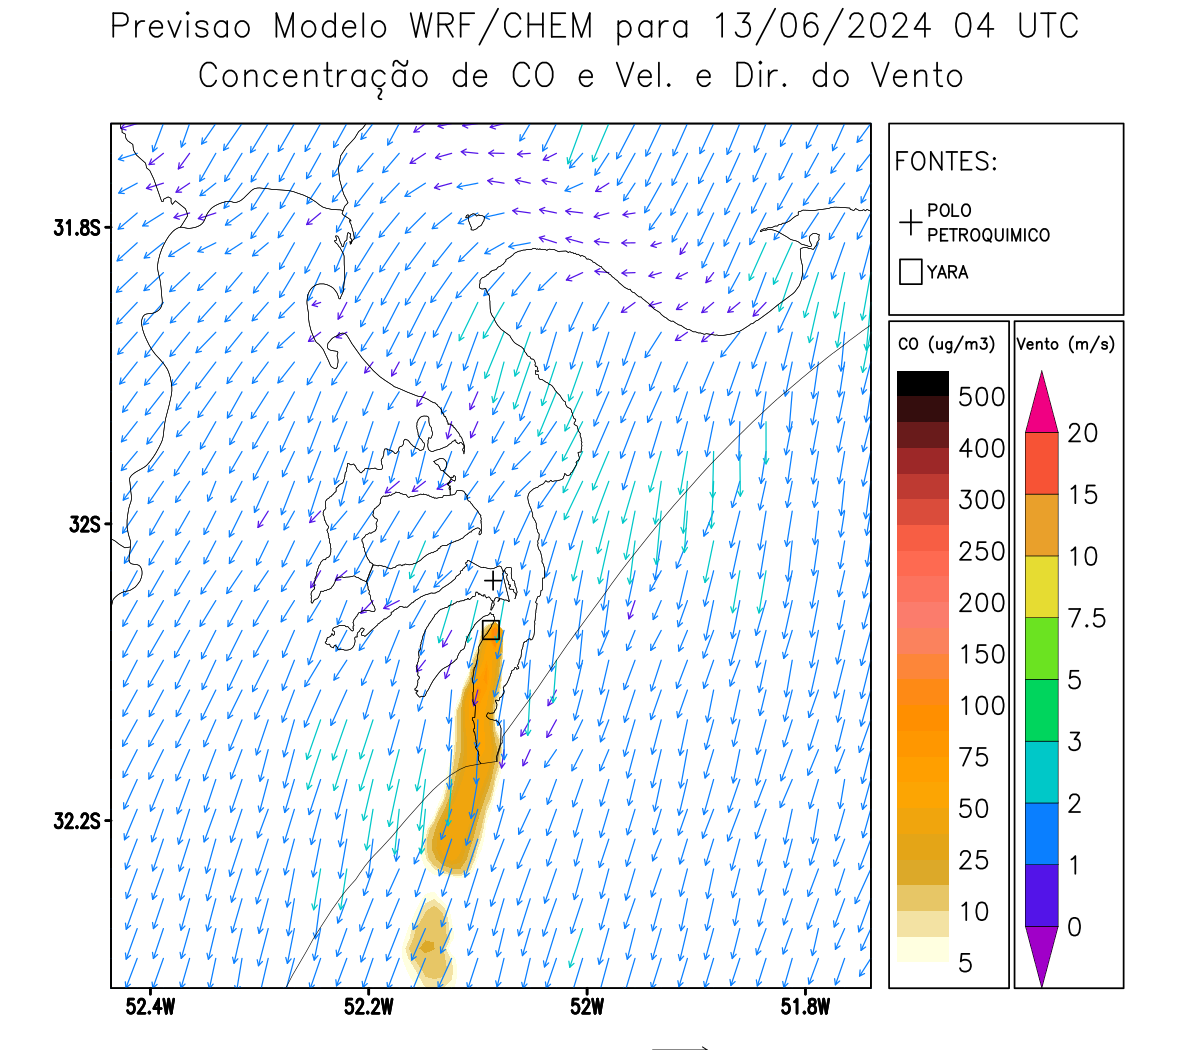 Previsao Modelo WRF/CHEM para 13/06/2024 04 UTC
Concentração de CO e Vel. e Dir. do Vento
FONTES:
POLO
PETROQUIMICO
YARA
CO (ug/m3)
500
400
300
250
200
150
100
75
50
25
10
5
Vento (m/s)
20
15
10
7.5
5
3
2
1
0
31.8S
32S
32.2S
52.4W
52.2W
52W
51.8W